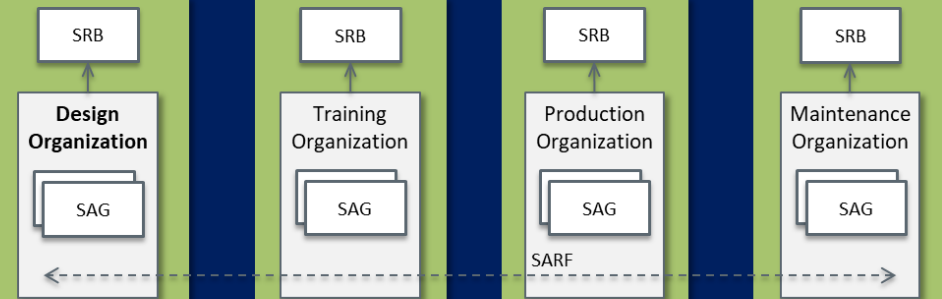 SRB
SRB
SRB
SRB
Design
Organization
Training
Organization
Production
Organization
Maintenance
Organization
SAG
SAG
SAG
SAG
SARF